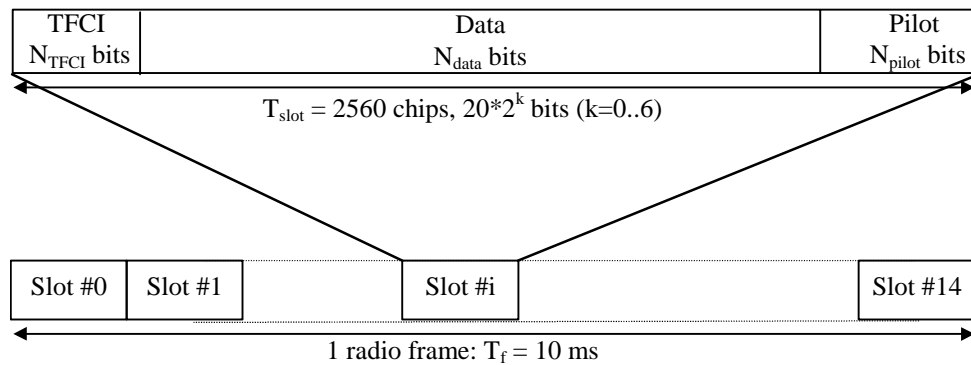 TFCI Data Pilot
N_TFCI bits N_data bits N_pilot bits
T_slot = 2560 chips, 20*2^k bits (k=0..6)
Slot #0 Slot #1 Slot #i Slot #14
1 radio frame: T_f = 10 ms